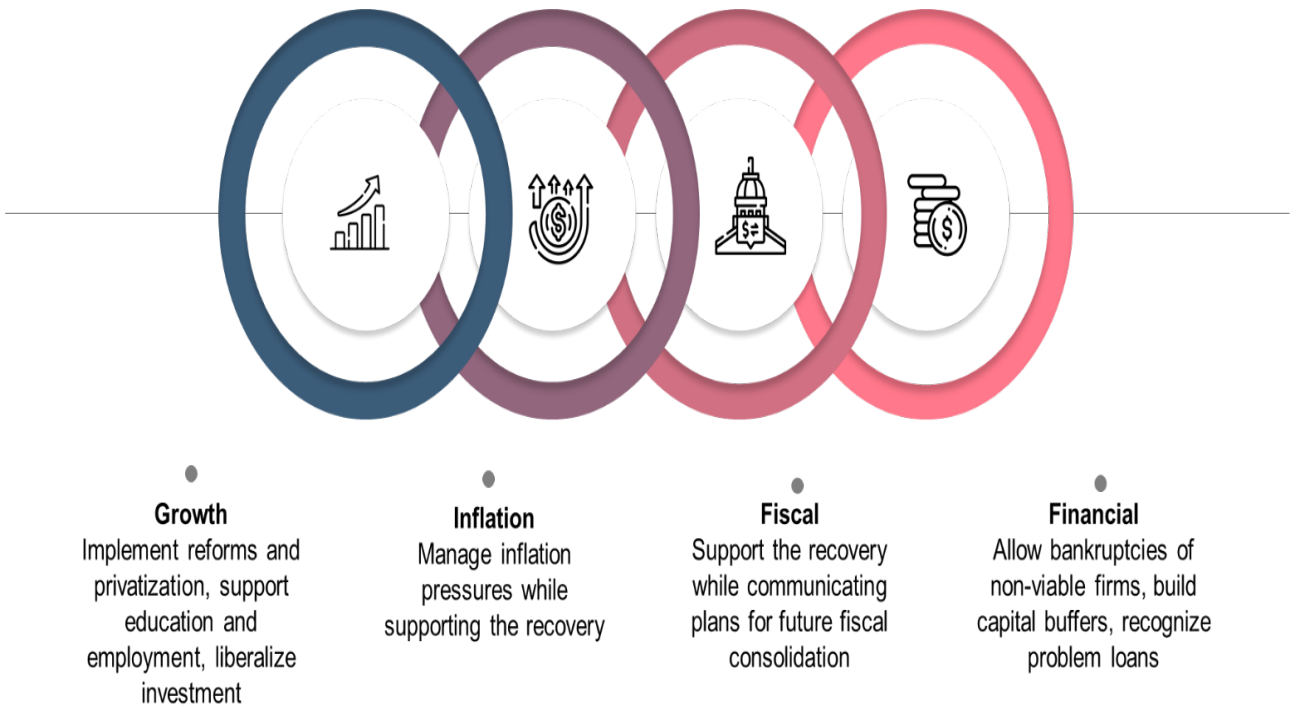 Growth
Implement reforms and
privatization, support
education and
employment, liberalize
investment
Inflation
Manage inflation
pressures while
supporting the recovery
Fiscal
Support the recovery
while communicating
plans for future fiscal
consolidation
Financial
Allow bankruptcies of
non-viable firms, build
capital buffers, recognize
problem loans